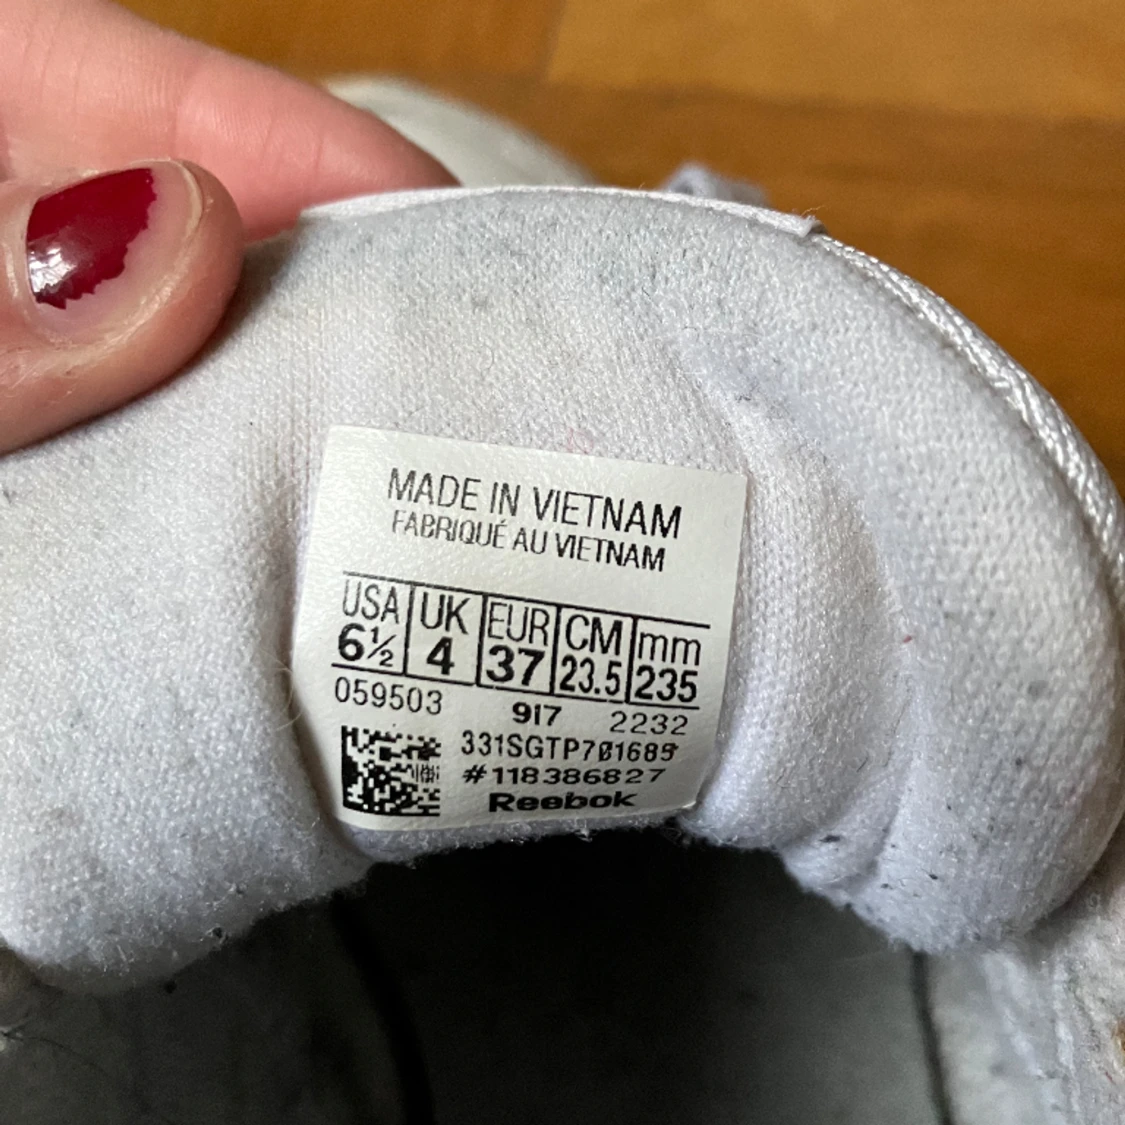 MADE IN VIETNAM
FABRIQUÉ AU VIETNAM
USA UK EUR CM mm
6½ 4 37 23.5 235
059503 917 2232
331SGTP701689
#118386827
Reebok